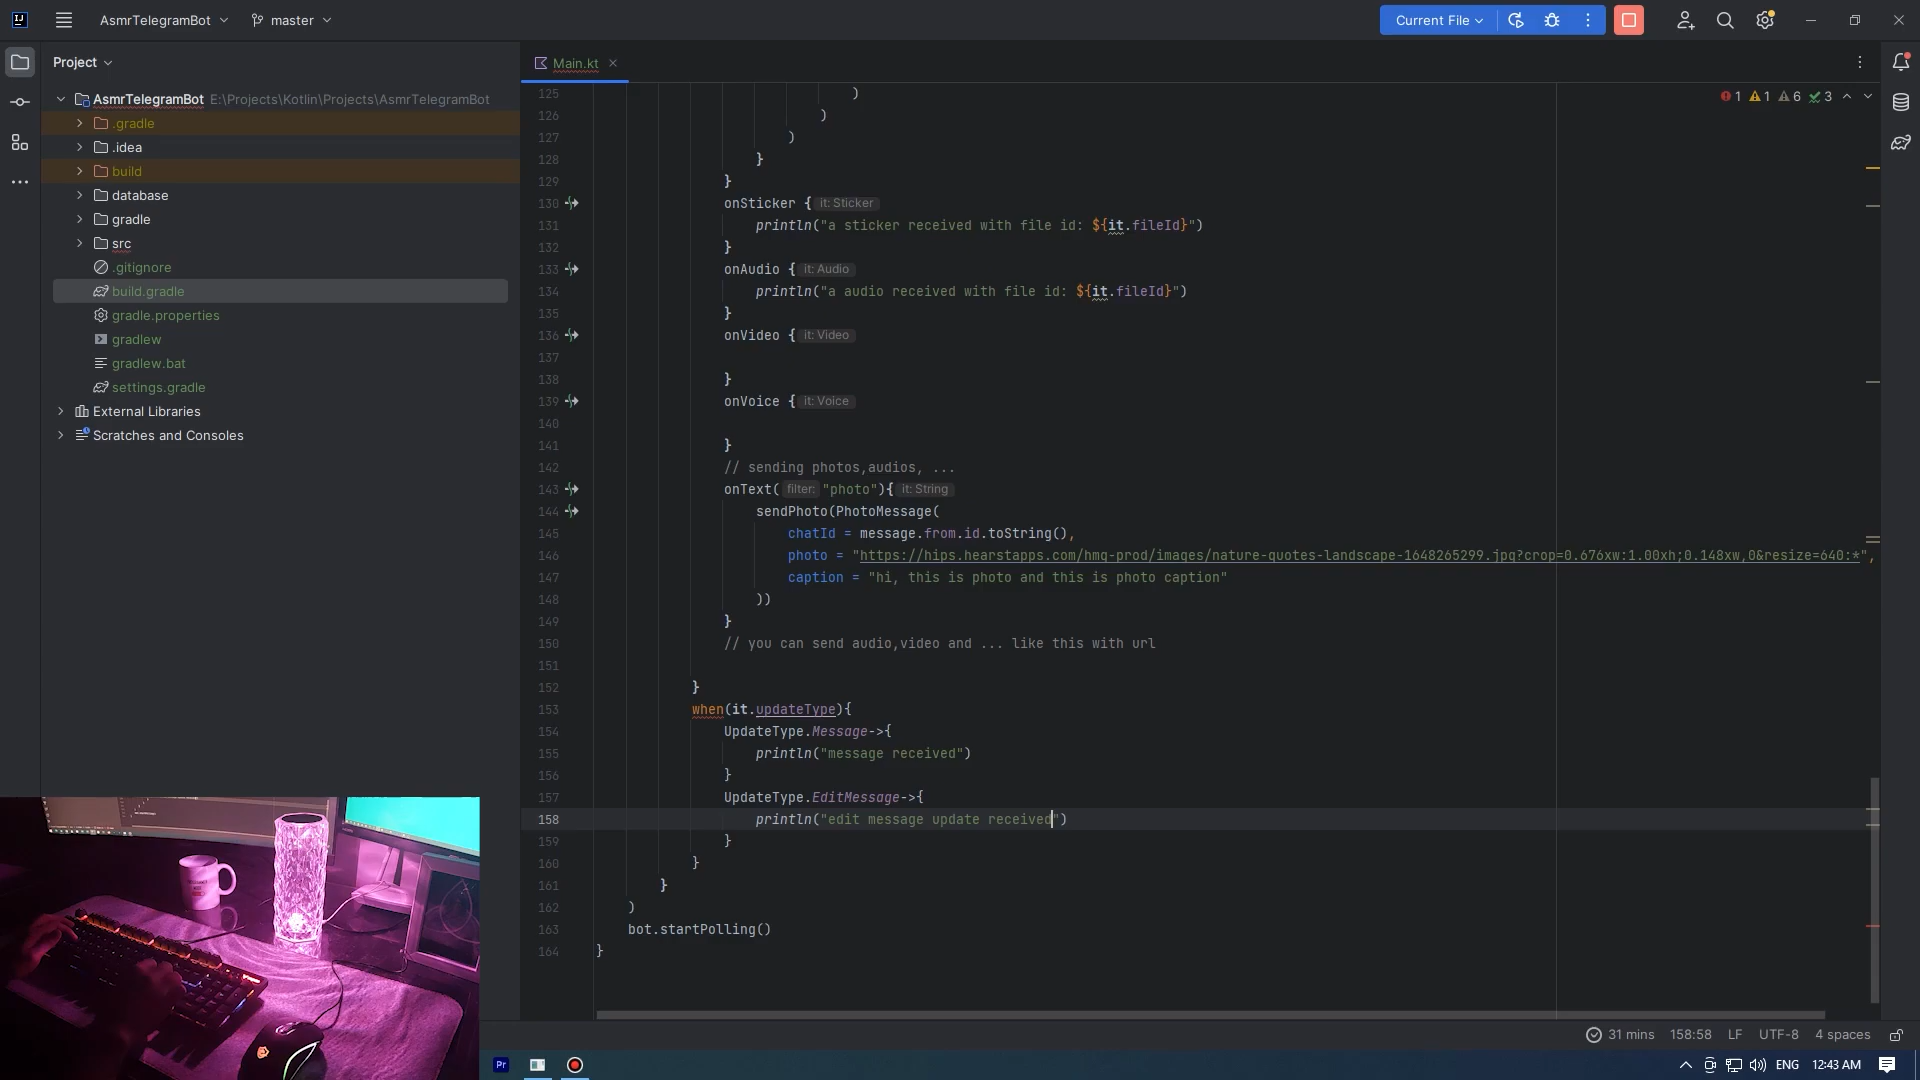 AsmrTelegramBot
master
Current File
Project
Main.kt
AsmrTelegramBot E:\Projects\Kotlin\Projects\AsmrTelegramBot
.gradle
.idea
build
database
gradle
src
.gitignore
build.gradle
gradle.properties
gradlew
gradlew.bat
settings.gradle
External Libraries
Scratches and Consoles
1 1 6 3
125 )
126 )
127 )
128 }
129 }
130 onSticker { it: Sticker
131 println("a sticker received with file id: ${it.fileId}")
132 }
133 onAudio { it: Audio
134 println("a audio received with file id: ${it.fileId}")
135 }
136 onVideo { it: Video
137
138 }
139 onVoice { it: Voice
140
141 }
142 // sending photos,audios, ...
143 onText( filter: "photo"){ it: String
144 sendPhoto(PhotoMessage(
145 chatId = message.from.id.toString(),
146 photo = "https://hips.hearstapps.com/hmg-prod/images/nature-quotes-landscape-1648265299.jpg?crop=0.676xw:1.00xh;0.148xw,0&resize=640:*",
147 caption = "hi, this is photo and this is photo caption"
148 ))
149 }
150 // you can send audio,video and ... like this with url
151
152 }
153 when(it.updateType){
154 UpdateType.Message->{
155 println("message received")
156 }
157 UpdateType.EditMessage->{
158 println("edit message update received")
159 }
160 }
161 }
162 )
163 bot.startPolling()
164 }
31 mins 158:58 LF UTF-8 4 spaces
Pr
ENG 12:43 AM